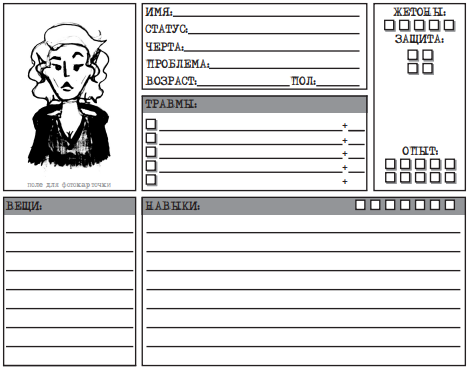 ИМЯ:
СТАТУС:
ЧЕРТА:
ПРОБЛЕМА:
ВОЗРАСТ: ПОЛ:
ЖЕТОНЫ:
ЗАЩИТА:
ОПЫТ:
ТРАВМЫ:
+
+
+
+
+
поле для фотокарточки
ВЕЩИ:
НАВЫКИ: